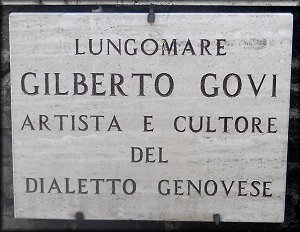 LUNGOMARE
GILBERTO GOVI
ARTISTA E CULTORE
DEL
DIALETTO GENOVESE